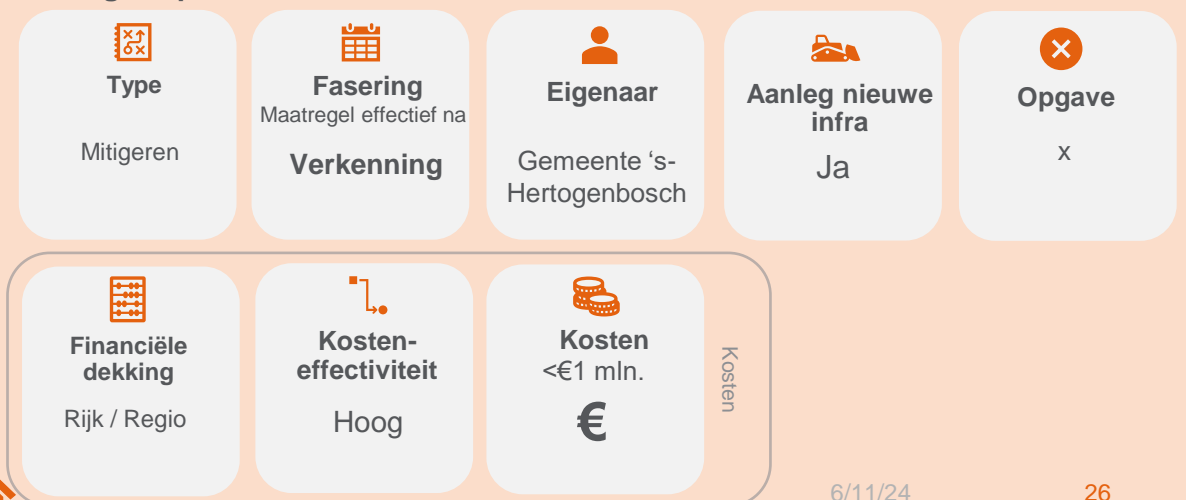 Type
Mitigeren
Fasering
Maatregel effectief na
Verkenning
Eigenaar
Gemeente ‘s-
Hertogenbosch
Aanleg nieuwe
infra
Ja
Opgave
x
Financiële
dekking
Rijk / Regio
Kosten-
effectiviteit
Hoog
Kosten
<€1 mln.
€
Kosten
6/11/24
26